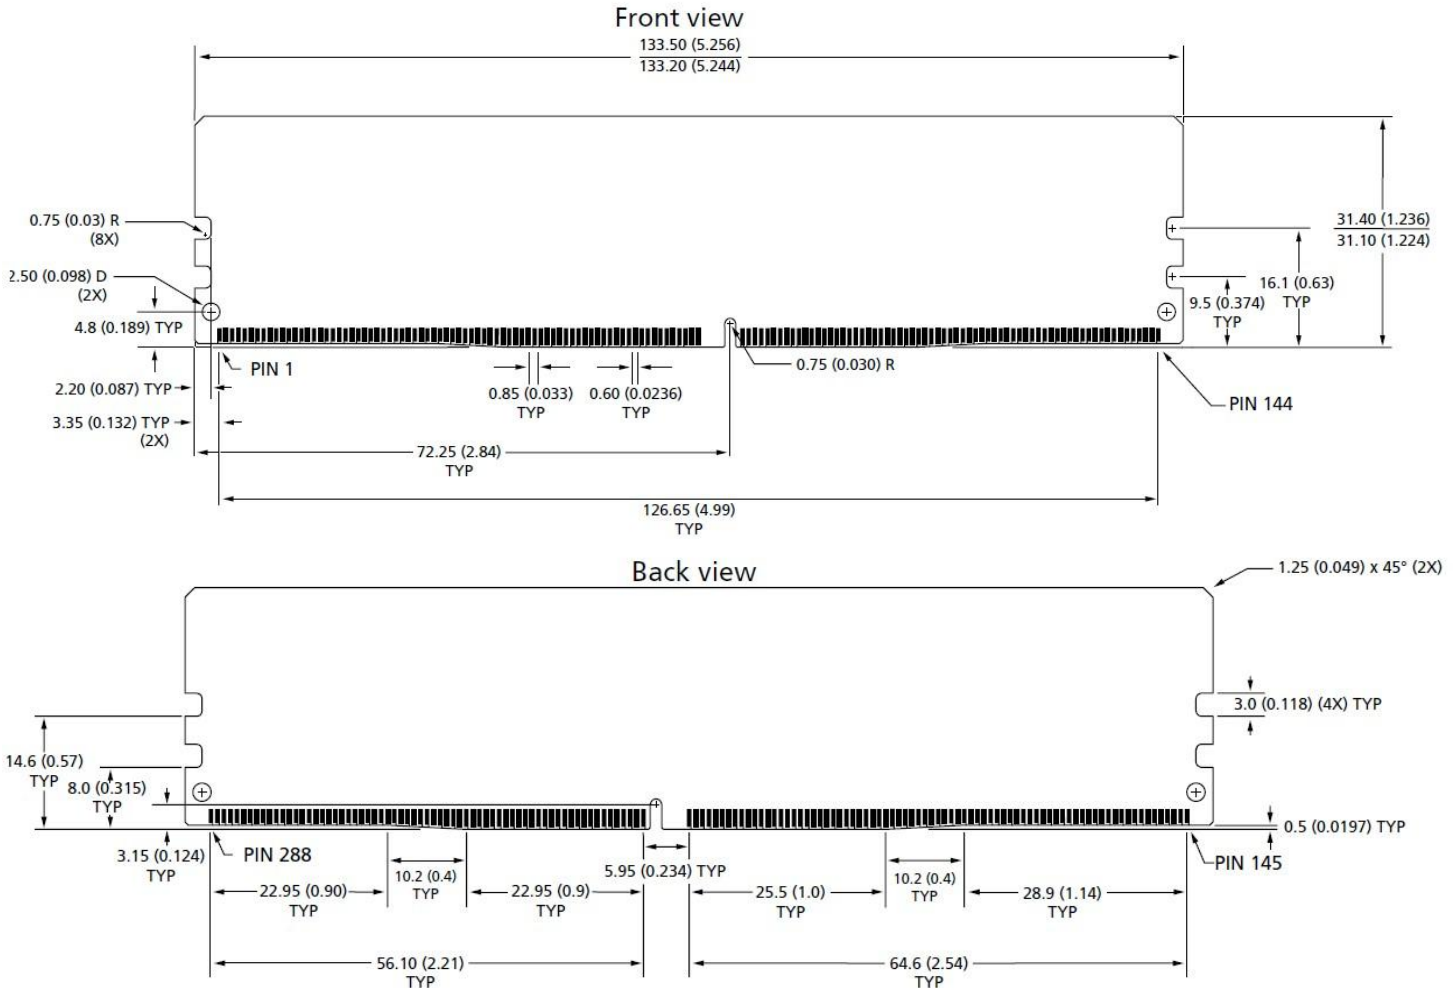 Front view
133.50 (5.256)
133.20 (5.244)
0.75 (0.03) R
(8X)
2.50 (0.098) D
(2X)
4.8 (0.189) TYP
2.20 (0.087) TYP
3.35 (0.132) TYP
(2X)
PIN 1
0.85 (0.033)
TYP
0.60 (0.0236)
TYP
0.75 (0.030) R
31.40 (1.236)
31.10 (1.224)
16.1 (0.63)
TYP
9.5 (0.374)
TYP
PIN 144
72.25 (2.84)
TYP
126.65 (4.99)
TYP
Back view
1.25 (0.049) x 45° (2X)
3.0 (0.118) (4X) TYP
14.6 (0.57)
TYP
8.0 (0.315)
TYP
3.15 (0.124)
TYP
PIN 288
5.95 (0.234) TYP
0.5 (0.0197) TYP
PIN 145
22.95 (0.90)
TYP
10.2 (0.4)
TYP
22.95 (0.9)
TYP
25.5 (1.0)
TYP
10.2 (0.4)
TYP
28.9 (1.14)
TYP
56.10 (2.21)
TYP
64.6 (2.54)
TYP